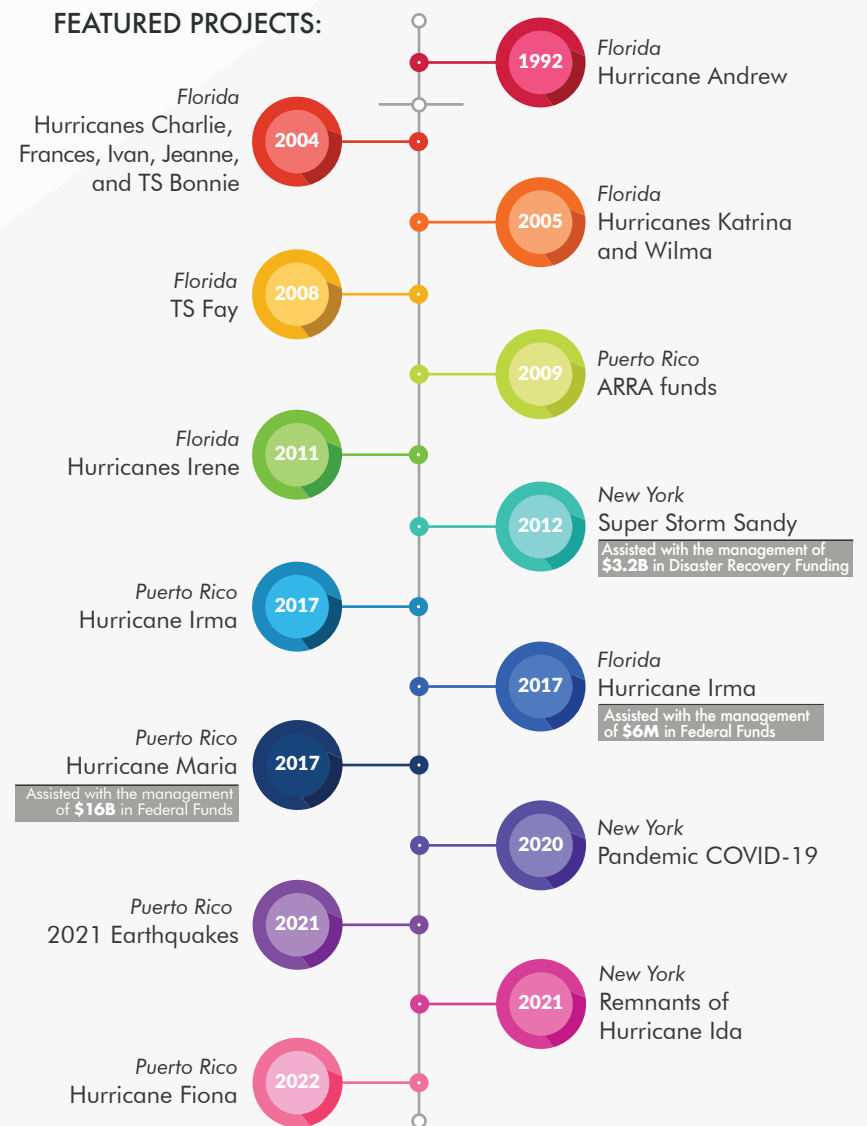 FEATURED PROJECTS:
1992
Florida
Hurricane Andrew
Florida
Hurricanes Charlie,
Frances, Ivan, Jeanne,
and TS Bonnie
2004
2005
Florida
Hurricanes Katrina
and Wilma
Florida
TS Fay
2008
2009
Puerto Rico
ARRA funds
Florida
Hurricanes Irene
2011
2012
New York
Super Storm Sandy
Assisted with the management of
$3.2B in Disaster Recovery Funding
Puerto Rico
Hurricane Irma
2017
2017
Florida
Hurricane Irma
Assisted with the management
of $6M in Federal Funds
Puerto Rico
Hurricane Maria
Assisted with the management
of $16B in Federal Funds
2017
2020
New York
Pandemic COVID-19
Puerto Rico
2021 Earthquakes
2021
2021
New York
Remnants of
Hurricane Ida
Puerto Rico
Hurricane Fiona
2022